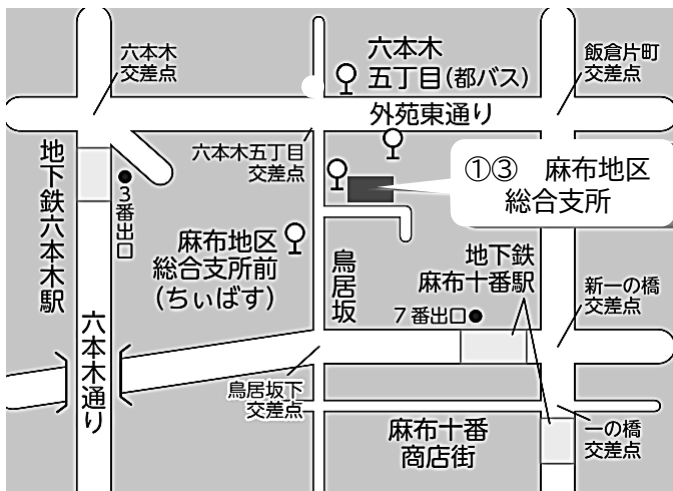 六本木
交差点
六本木
五丁目(都バス)
飯倉片町
交差点
外苑東通り
六本木五丁目
交差点
地下鉄六本木駅
3番出口
①③ 麻布地区
総合支所
麻布地区
総合支所前
(ちぃばす)
鳥居坂
地下鉄
麻布十番駅
7番出口
新一の橋
交差点
六本木通り
鳥居坂下
交差点
麻布十番
商店街
一の橋
交差点